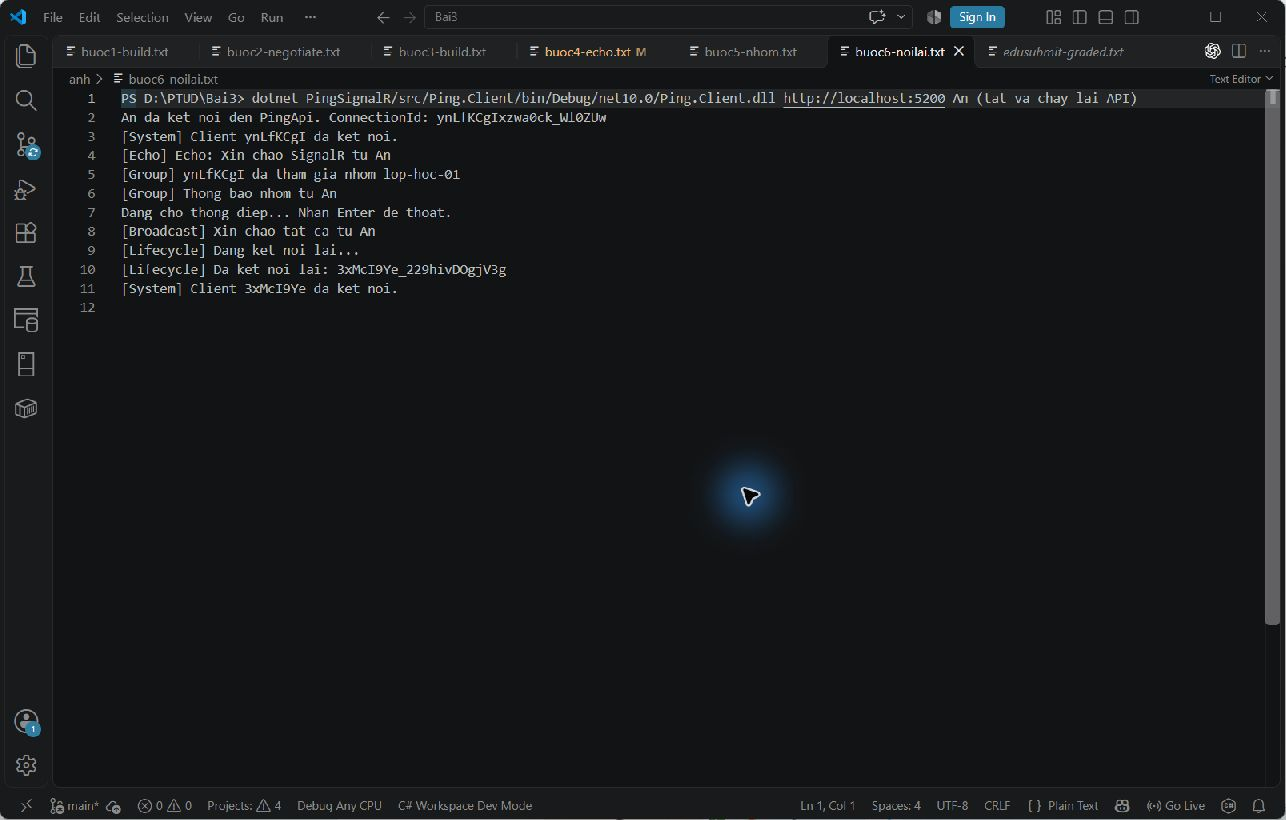 File Edit Selection View Go Run ··· Bai3 Sign In
buoc1-build.txt buoc2-negotiate.txt buoc3-build.txt buoc4-echo.txt M buoc5-nhom.txt buoc6-noilai.txt edusubmit-graded.txt
anh > buoc6-noilai.txt Text Editor
1 PS D:\PTUD\Bai3> dotnet PingSignalR/src/Ping.Client/bin/Debug/net10.0/Ping.Client.dll http://localhost:5200 An (tat va chay lai API)
2 An da ket noi den PingApi. ConnectionId: ynLfKCgIxzwa0ck_Wl0ZUw
3 [System] Client ynLfKCgI da ket noi.
4 [Echo] Echo: Xin chao SignalR tu An
5 [Group] ynLfKCgI da tham gia nhom lop-hoc-01
6 [Group] Thong bao nhom tu An
7 Dang cho thong diep... Nhan Enter de thoat.
8 [Broadcast] Xin chao tat ca tu An
9 [Lifecycle] Dang ket noi lai...
10 [Lifecycle] Da ket noi lai: 3xMcI9Ye_229hivDOgjV3g
11 [System] Client 3xMcI9Ye da ket noi.
12
1
main* 0 0 Projects: 4 Debug Any CPU C# Workspace Dev Mode Ln 1, Col 1 Spaces: 4 UTF-8 CRLF { } Plain Text Go Live